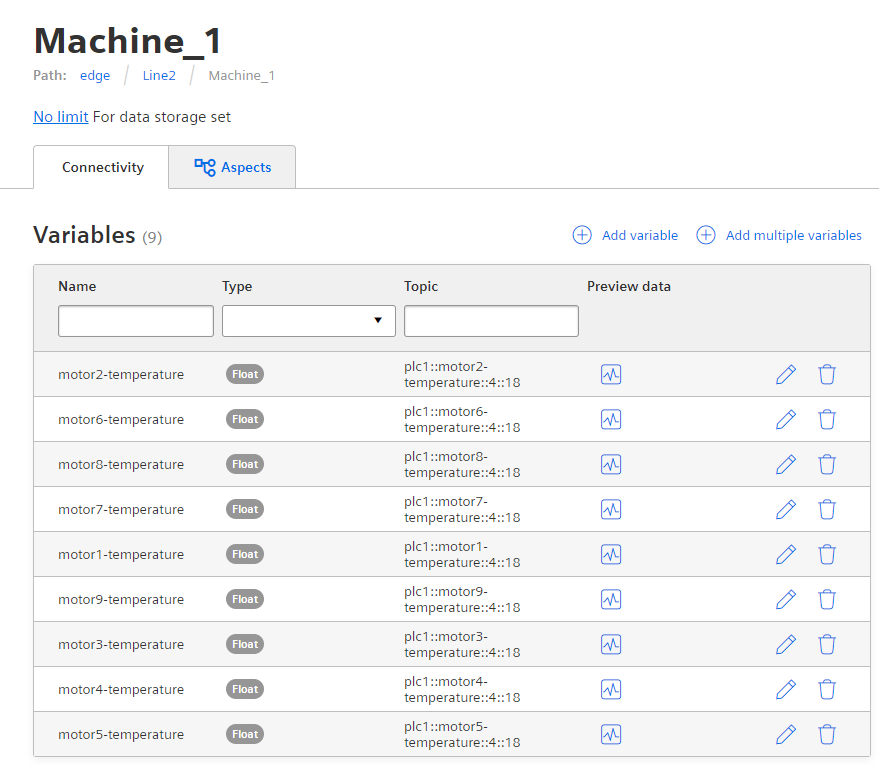 Machine_1
Path: edge / Line2 / Machine_1
No limit For data storage set
Connectivity Aspects
Variables (9) Add variable Add multiple variables
Name Type Topic Preview data
motor2-temperature Float plc1::motor2-
temperature::4::18
motor6-temperature Float plc1::motor6-
temperature::4::18
motor8-temperature Float plc1::motor8-
temperature::4::18
motor7-temperature Float plc1::motor7-
temperature::4::18
motor1-temperature Float plc1::motor1-
temperature::4::18
motor9-temperature Float plc1::motor9-
temperature::4::18
motor3-temperature Float plc1::motor3-
temperature::4::18
motor4-temperature Float plc1::motor4-
temperature::4::18
motor5-temperature Float plc1::motor5-
temperature::4::18